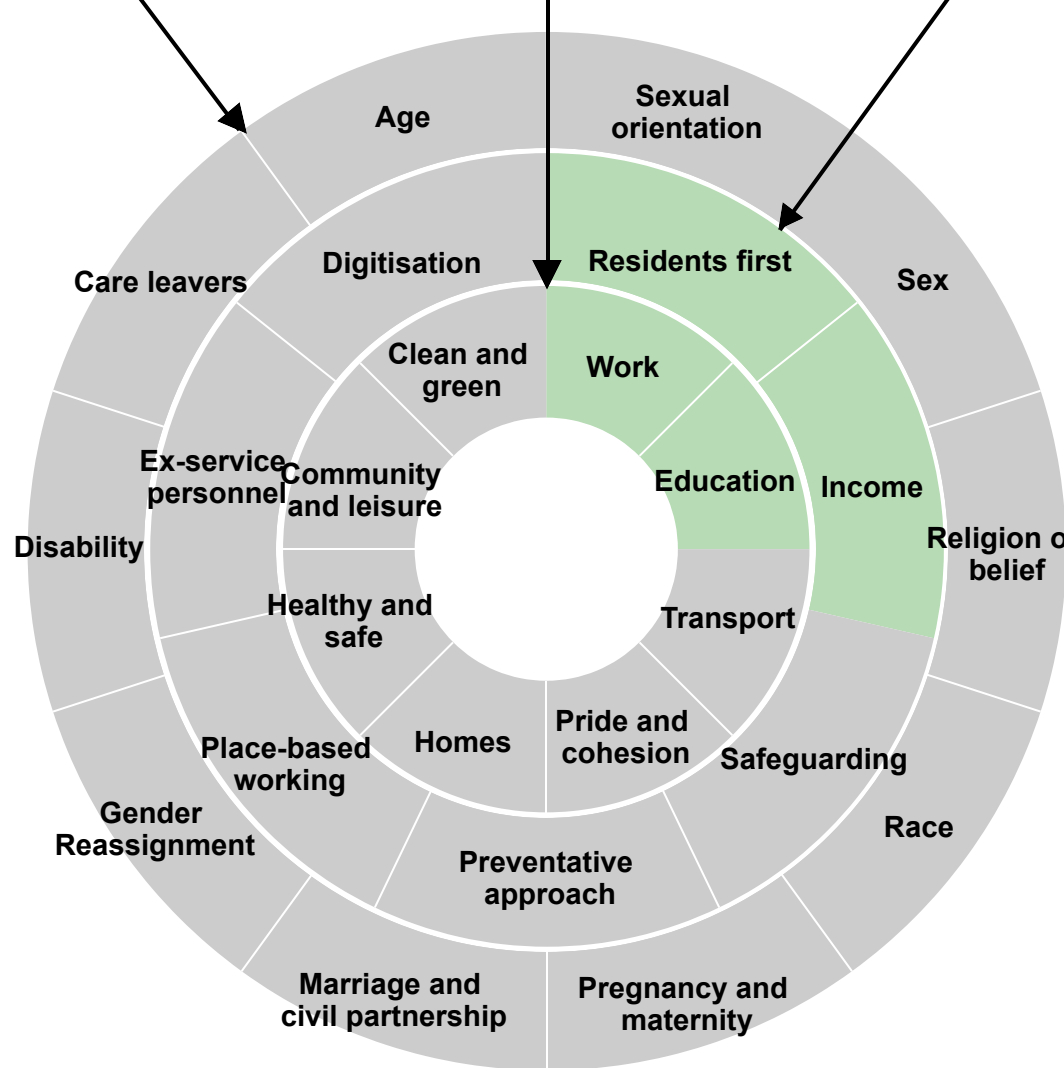 Age
Sexual
orientation
Sex
Religion o
belief
Race
Pregnancy and
maternity
Marriage and
civil partnership
Gender
Reassignment
Disability
Care leavers
Digitisation
Residents first
Income
Safeguarding
Preventative
approach
Place-based
working
Ex-service
personnel
Clean and
green
Work
Education
Transport
Pride and
cohesion
Homes
Healthy and
safe
Community
and leisure